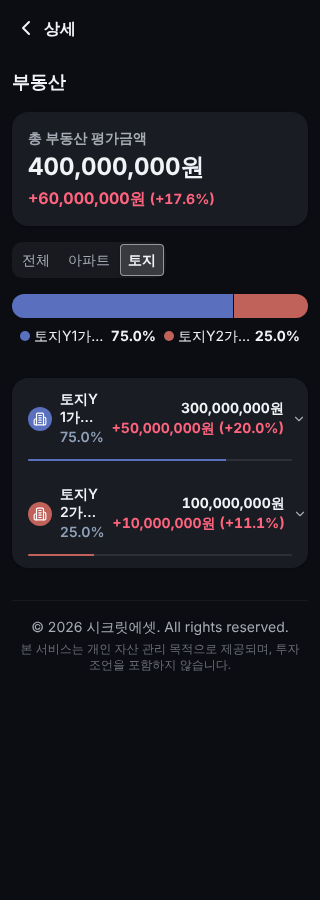 상세
부동산
총 부동산 평가금액
400,000,000원
+60,000,000원 (+17.6%)
전체 아파트 토지
토지Y1가... 75.0% 토지Y2가... 25.0%
토지Y
1가...
75.0%
300,000,000원
+50,000,000원 (+20.0%)
토지Y
2가...
25.0%
100,000,000원
+10,000,000원 (+11.1%)
© 2026 시크릿에셋. All rights reserved.
본 서비스는 개인 자산 관리 목적으로 제공되며, 투자
조언을 포함하지 않습니다.